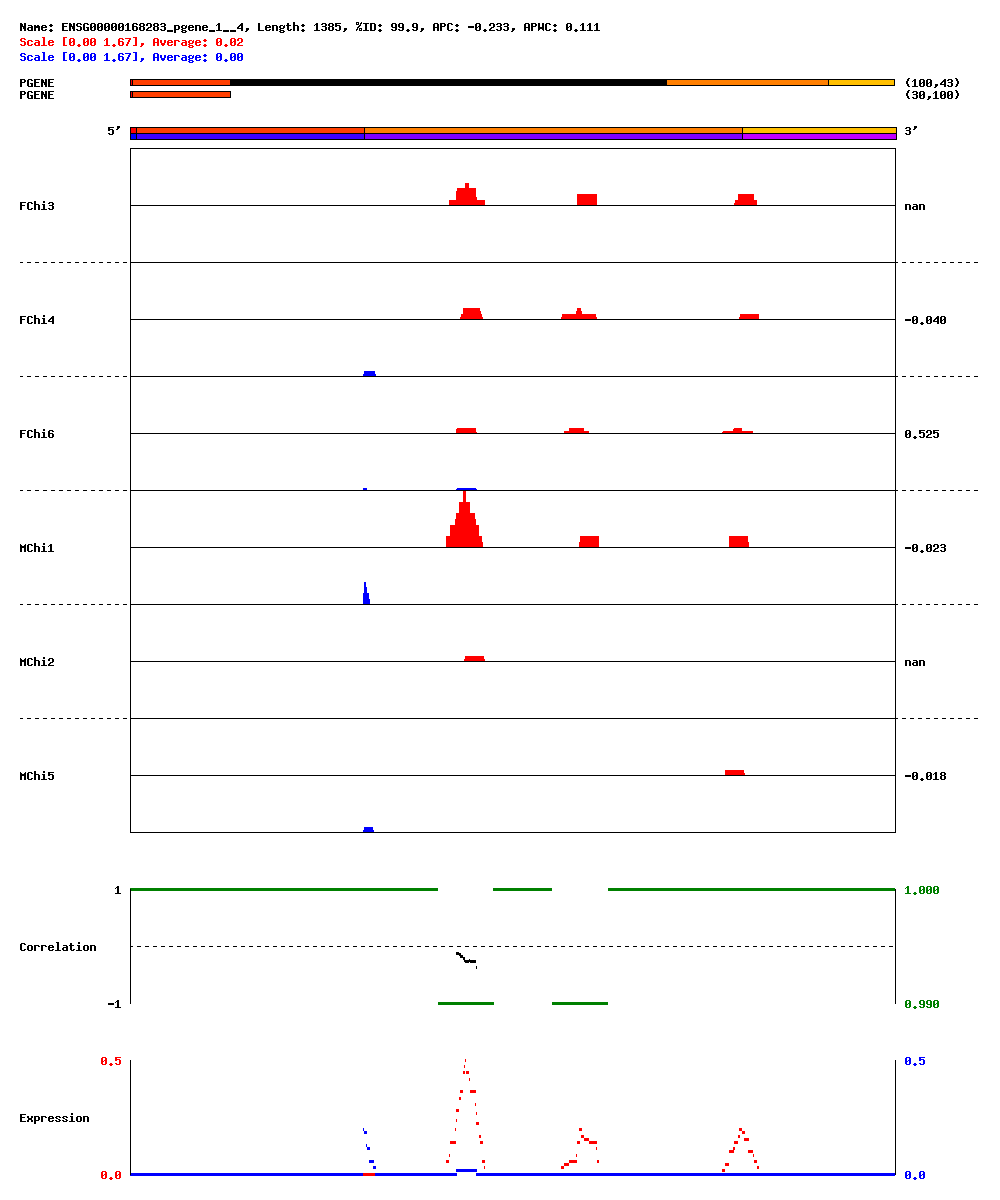 Name: ENSG00000168283_pgene_1__4, Length: 1385, %ID: 99.9, APC: -0.233, APWC: 0.111
Scale [0.00 1.67], Average: 0.02
Scale [0.00 1.67], Average: 0.00
PGENE (100,43)
PGENE (30,100)
5' 3'
FChi3 nan
FChi4 -0.040
FChi6 0.525
MChi1 -0.023
MChi2 nan
MChi5 -0.018
1 1.000
Correlation
-1 0.990
0.5 0.5
Expression
0.0 0.0